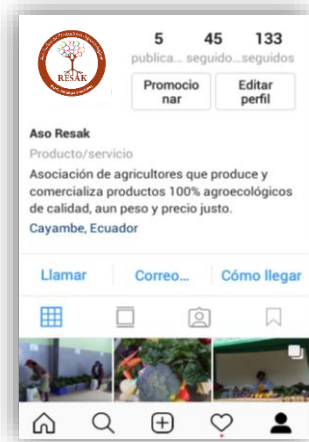 RESAK
5 45 133
publica... seguido... seguidos
Promocio
nar
Editar
perfil
Aso Resak
Producto/servicio
Asociación de agricultores que produce y
comercializa productos 100% agroecológicos
de calidad, aun peso y precio justo.
Cayambe, Ecuador
Llamar Correo... Cómo llegar